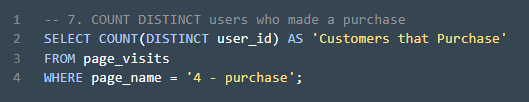 1 -- 7. COUNT DISTINCT users who made a purchase
2 SELECT COUNT(DISTINCT user_id) AS 'Customers that Purchase'
3 FROM page_visits
4 WHERE page_name = '4 - purchase';